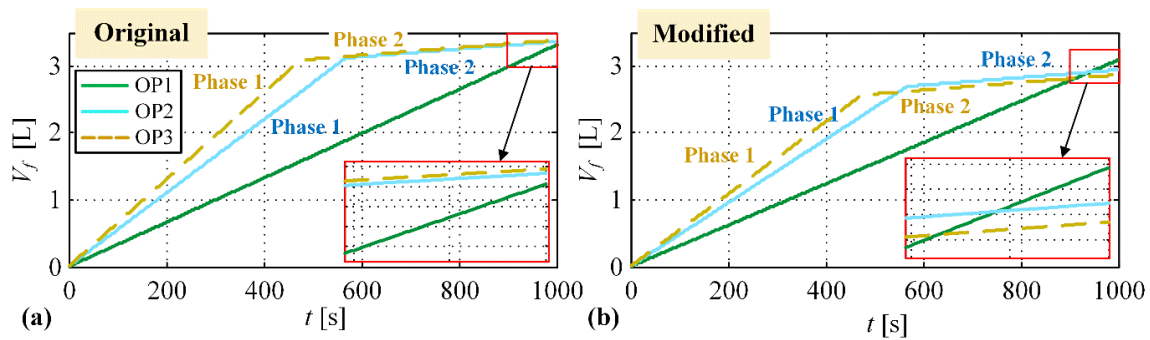 Original
Phase 2
Phase 1
Phase 2
Phase 1
OP1
OP2
OP3
V_f [L]
3
2
1
0
0 200 400 600 800 1000
t [s]
(a)
Modified
Phase 2
Phase 1
Phase 2
Phase 1
V_f [L]
3
2
1
0
0 200 400 600 800 1000
t [s]
(b)